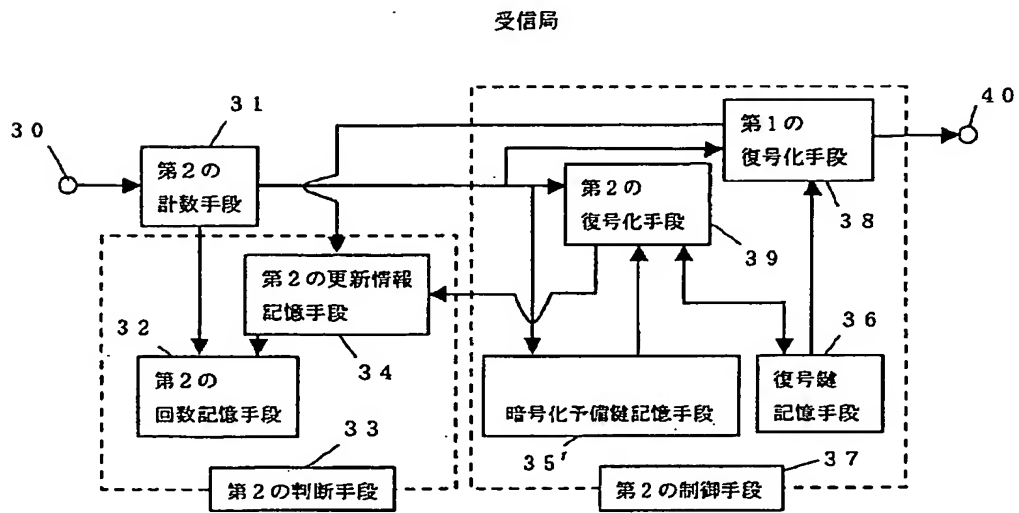 受信局
30
31
第2の
計数手段
第1の
復号化手段
40
38
第2の
復号化手段
39
第2の更新情報
記憶手段
34
32
第2の
回数記憶手段
33
第2の判断手段
暗号化予備鍵記憶手段
35'
36
復号鍵
記憶手段
37
第2の制御手段